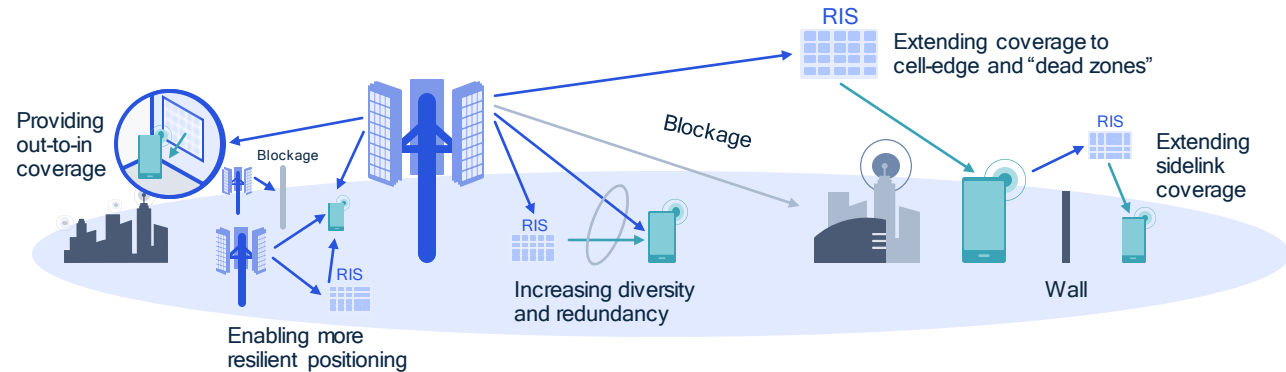 RIS
Extending coverage to
cell-edge and “dead zones”
Providing
out-to-in
coverage
Blockage
Blockage
RIS
Extending
sidelink
coverage
RIS
RIS
Increasing diversity
and redundancy
Wall
Enabling more
resilient positioning